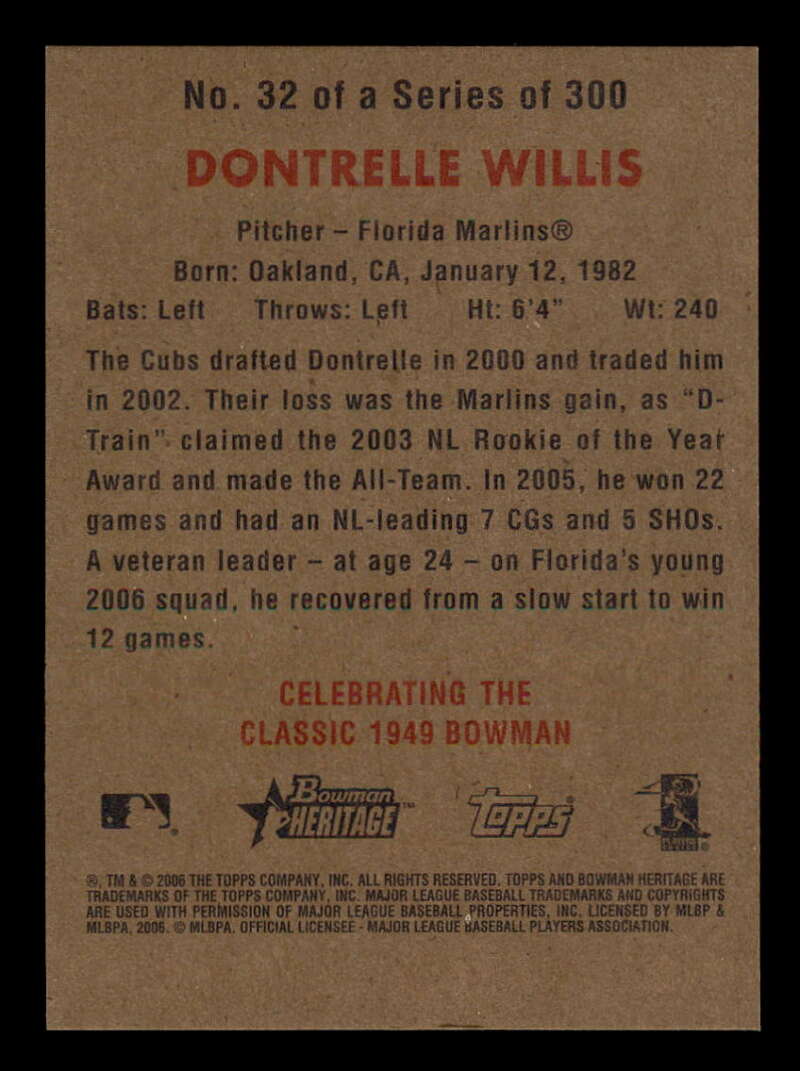 No. 32 of a Series of 300
DONTRELLE WILLIS
Pitcher – Florida Marlins®
Born: Oakland, CA, January 12, 1982
Bats: Left Throws: Left Ht: 6'4" Wt: 240
The Cubs drafted Dontrelle in 2000 and traded him
in 2002. Their loss was the Marlins gain, as "D-
Train" claimed the 2003 NL Rookie of the Year
Award and made the All-Team. In 2005, he won 22
games and had an NL-leading 7 CGs and 5 SHOs.
A veteran leader – at age 24 – on Florida's young
2006 squad, he recovered from a slow start to win
12 games.
CELEBRATING THE
CLASSIC 1949 BOWMAN
Bowman HERITAGE™ Topps®
®, TM & © 2006 THE TOPPS COMPANY, INC. ALL RIGHTS RESERVED. TOPPS AND BOWMAN HERITAGE ARE
TRADEMARKS OF THE TOPPS COMPANY, INC. MAJOR LEAGUE BASEBALL TRADEMARKS AND COPYRIGHTS
ARE USED WITH PERMISSION OF MAJOR LEAGUE BASEBALL PROPERTIES, INC. LICENSED BY MLBP &
MLBPA, 2006. © MLBPA. OFFICIAL LICENSEE - MAJOR LEAGUE BASEBALL PLAYERS ASSOCIATION.